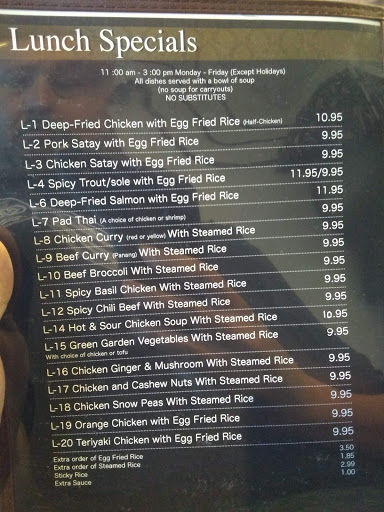 Lunch Specials
11 :00 am - 3 :00 pm Monday - Friday (Except Holidays)
All dishes served with a bowl of soup
(no soup for carryouts)
NO SUBSTITUTES
L-1 Deep-Fried Chicken with Egg Fried Rice (Half-Chicken) 10.95
L-2 Pork Satay with Egg Fried Rice 9.95
L-3 Chicken Satay with Egg Fried Rice 9.95
L-4 Spicy Trout/sole with Egg Fried Rice 11.95/9.95
L-6 Deep-Fried Salmon with Egg Fried Rice 11.95
L-7 Pad Thai (A choice of chicken or shrimp) 9.95
L-8 Chicken Curry (red or yellow) With Steamed Rice 9.95
L-9 Beef Curry (Panang) With Steamed Rice 9.95
L-10 Beef Broccoli With Steamed Rice 9.95
L-11 Spicy Basil Chicken With Steamed Rice 9.95
L-12 Spicy Chili Beef With Steamed Rice 9.95
L-14 Hot & Sour Chicken Soup With Steamed Rice 10.95
L-15 Green Garden Vegetables With Steamed Rice 9.95
With choice of chicken or tofu
L-16 Chicken Ginger & Mushroom With Steamed Rice 9.95
L-17 Chicken and Cashew Nuts With Steamed Rice 9.95
L-18 Chicken Snow Peas With Steamed Rice 9.95
L-19 Orange Chicken with Egg Fried Rice 9.95
L-20 Teriyaki Chicken with Egg Fried Rice 9.95
Extra order of Egg Fried Rice 3.50
Extra order of Steamed Rice 1.85
Sticky Rice 2.99
Extra Sauce 1.00